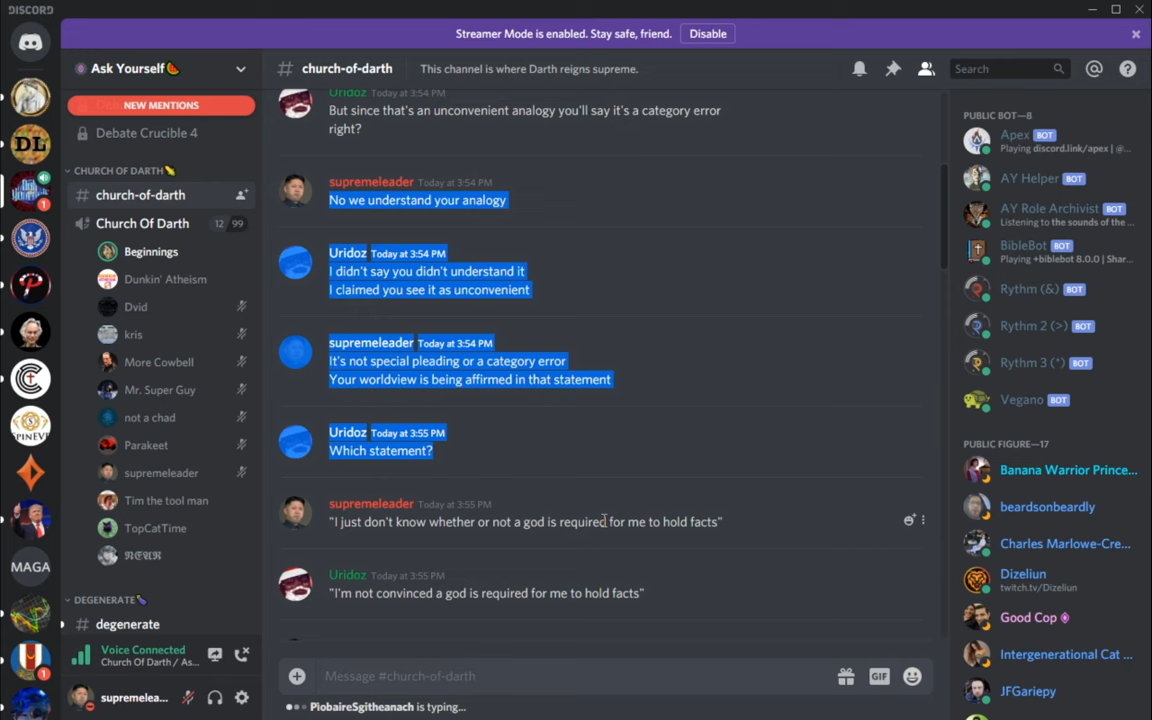 DISCORD
Streamer Mode is enabled. Stay safe, friend.
Disable
Ask Yourself🍉
NEW MENTIONS
Debate Crucible 4
CHURCH OF DARTH🌽
church-of-darth
Church Of Darth
12 99
Beginnings
Dunkin' Atheism
Dvid
kris
More Cowbell
Mr. Super Guy
not a chad
Parakeet
supremeleader
Tim the tool man
TopCatTime
DEGENERATE🍆
# degenerate
Voice Connected
Church Of Darth / As...
supremelea...
DL
MAGA
1
1
# church-of-darth
This channel is where Darth reigns supreme.
Search
Uridoz Today at 3:54 PM
But since that's an unconvenient analogy you'll say it's a category error
right?
supremeleader Today at 3:54 PM
No we understand your analogy
Uridoz Today at 3:54 PM
I didn't say you didn't understand it
I claimed you see it as unconvenient
supremeleader Today at 3:54 PM
It's not special pleading or a category error
Your worldview is being affirmed in that statement
Uridoz Today at 3:55 PM
Which statement?
supremeleader Today at 3:55 PM
"I just don't know whether or not a god is required for me to hold facts"
Uridoz Today at 3:55 PM
"I'm not convinced a god is required for me to hold facts"
Message #church-of-darth
GIF
PiobaireSgitheanach is typing...
PUBLIC BOT—8
Apex BOT
Playing discord.link/apex | @...
AY Helper BOT
AY Role Archivist BOT
Listening to the sounds of the ...
BibleBot BOT
Playing +biblebot 8.0.0 | Shar...
Rythm (&) BOT
Rythm 2 (>) BOT
Rythm 3 (*) BOT
Vegano BOT
PUBLIC FIGURE—17
Banana Warrior Prince...
beardsonbeardly
Charles Marlowe-Cre...
Dizeliun
twitch.tv/Dizeliun
Good Cop
Intergenerational Cat ...
JFGariepy